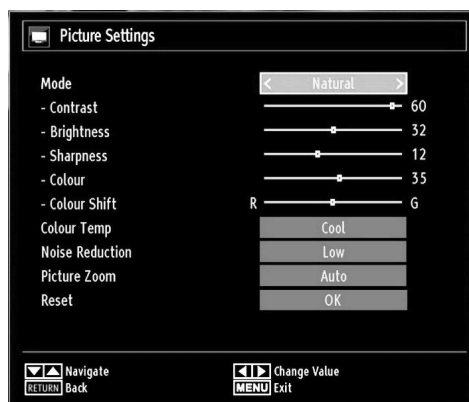 Picture Settings
Mode < Natural >
- Contrast 60
- Brightness 32
- Sharpness 12
- Colour 35
- Colour Shift R G
Colour Temp Cool
Noise Reduction Low
Picture Zoom Auto
Reset OK
Navigate Change Value
RETURN Back MENU Exit